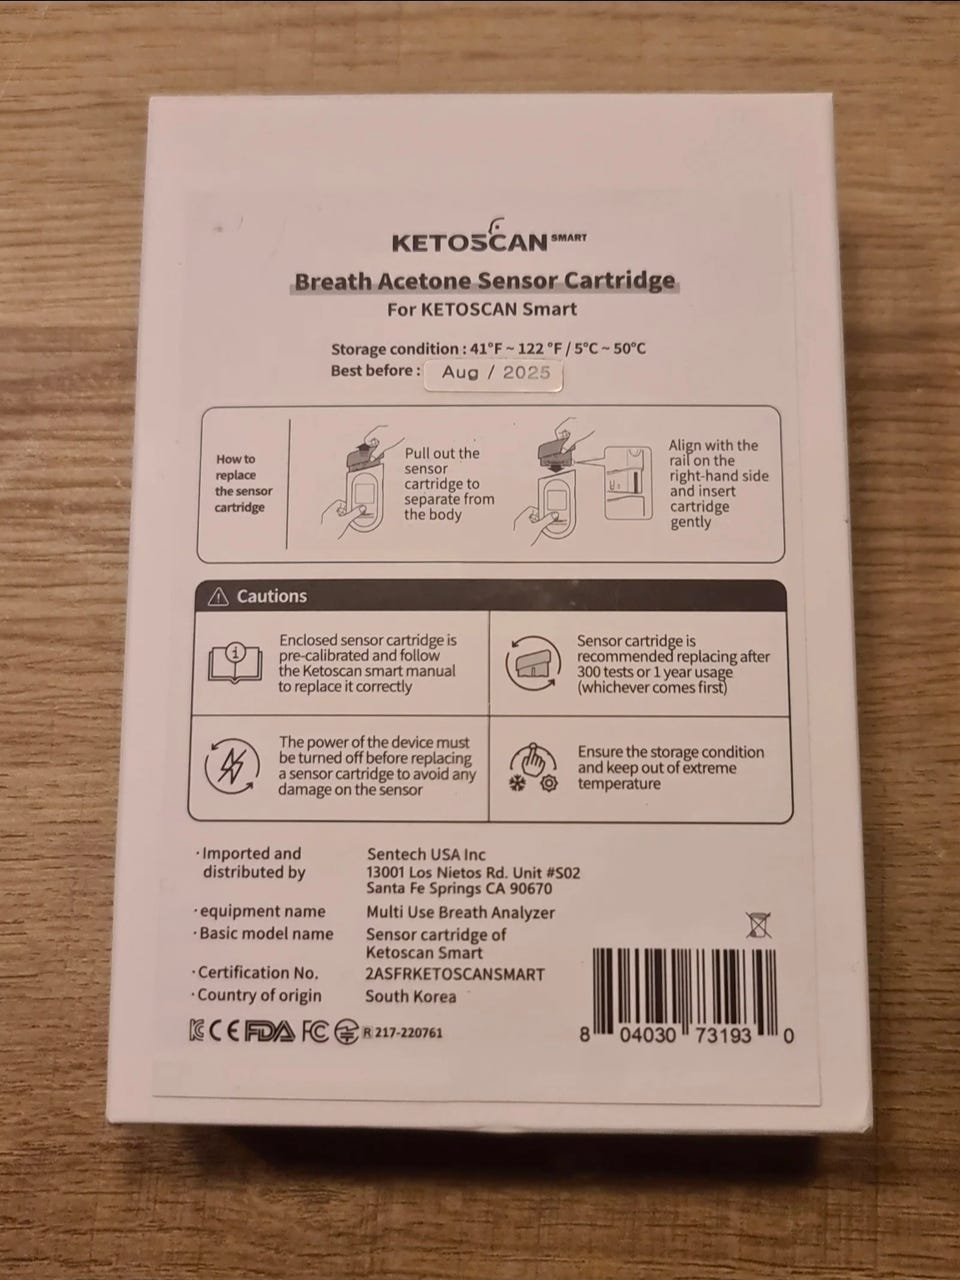 KETOSCAN SMART
Breath Acetone Sensor Cartridge
For KETOSCAN Smart
Storage condition : 41°F ~ 122 °F / 5°C ~ 50°C
Best before : Aug / 2025
How to
replace
the sensor
cartridge
Pull out the
sensor
cartridge to
separate from
the body
Align with the
rail on the
right-hand side
and insert
cartridge
gently
Cautions
Enclosed sensor cartridge is
pre-calibrated and follow
the Ketoscan smart manual
to replace it correctly
Sensor cartridge is
recommended replacing after
300 tests or 1 year usage
(whichever comes first)
The power of the device must
be turned off before replacing
a sensor cartridge to avoid any
damage on the sensor
Ensure the storage condition
and keep out of extreme
temperature
·Imported and
distributed by
Sentech USA Inc
13001 Los Nietos Rd. Unit #S02
Santa Fe Springs CA 90670
·equipment name Multi Use Breath Analyzer
·Basic model name Sensor cartridge of
Ketoscan Smart
·Certification No. 2ASFRKETOSCANSMART
·Country of origin South Korea
KC CE FDA FC R 217-220761
8 04030 73193 0